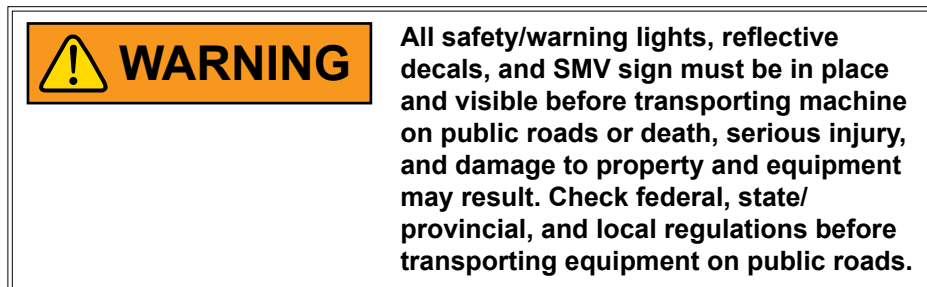 WARNING
All safety/warning lights, reflective
decals, and SMV sign must be in place
and visible before transporting machine
on public roads or death, serious injury,
and damage to property and equipment
may result. Check federal, state/
provincial, and local regulations before
transporting equipment on public roads.